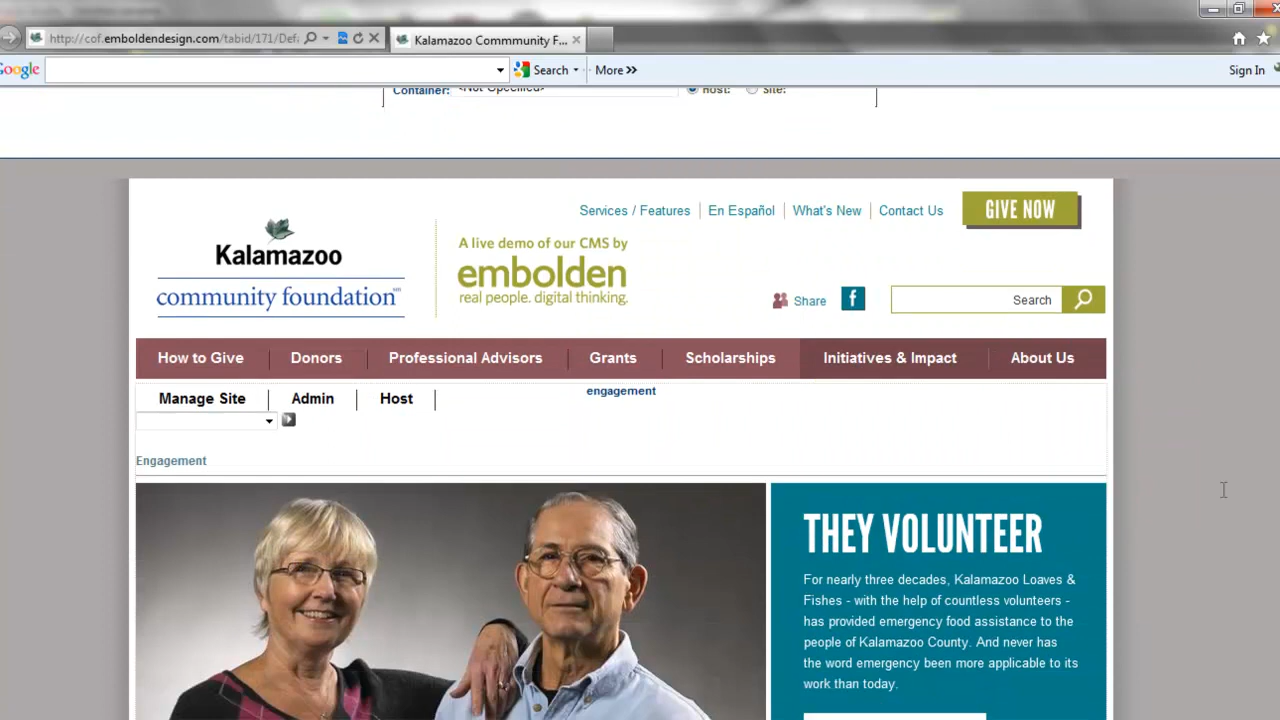 http://cof.emboldendesign.com/tabid/171/Def
Kalamazoo Commmunity F...
Google
Search
More »
Sign In
Container: <Not Specified>
Host:
Site:
Services / Features
En Español
What's New
Contact Us
GIVE NOW
Kalamazoo
community foundation
A live demo of our CMS by
embolden
real people. digital thinking.
Share
f
Search
How to Give
Donors
Professional Advisors
Grants
Scholarships
Initiatives & Impact
About Us
Manage Site
Admin
Host
engagement
Engagement
THEY VOLUNTEER
For nearly three decades, Kalamazoo Loaves &
Fishes - with the help of countless volunteers -
has provided emergency food assistance to the
people of Kalamazoo County. And never has
the word emergency been more applicable to its
work than today.